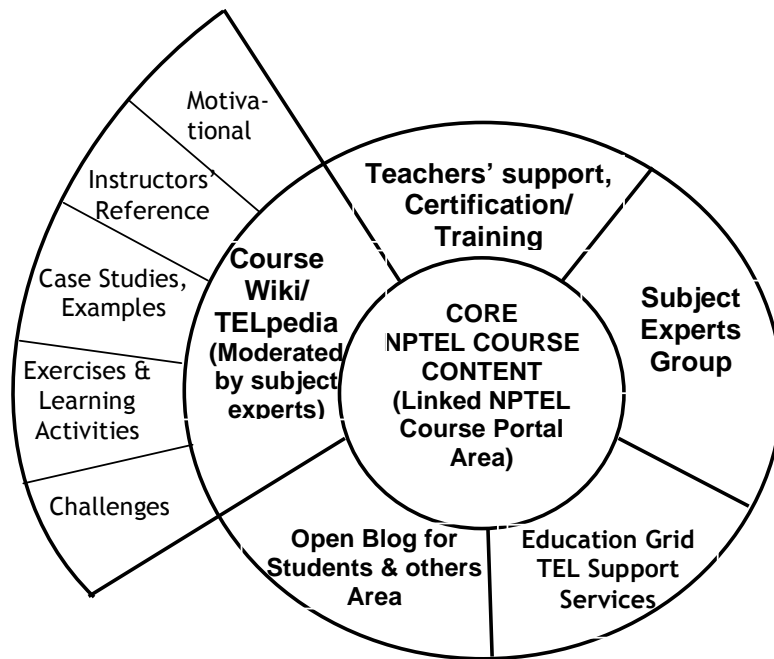 Motiva-
tional
Instructors'
Reference
Case Studies,
Examples
Exercises &
Learning
Activities
Challenges
Course
Wiki/
TELpedia
(Moderated
by subject
experts)
Teachers' support,
Certification/
Training
Subject
Experts
Group
CORE
NPTEL COURSE
CONTENT
(Linked NPTEL
Course Portal
Area)
Open Blog for
Students & others
Area
Education Grid
TEL Support
Services